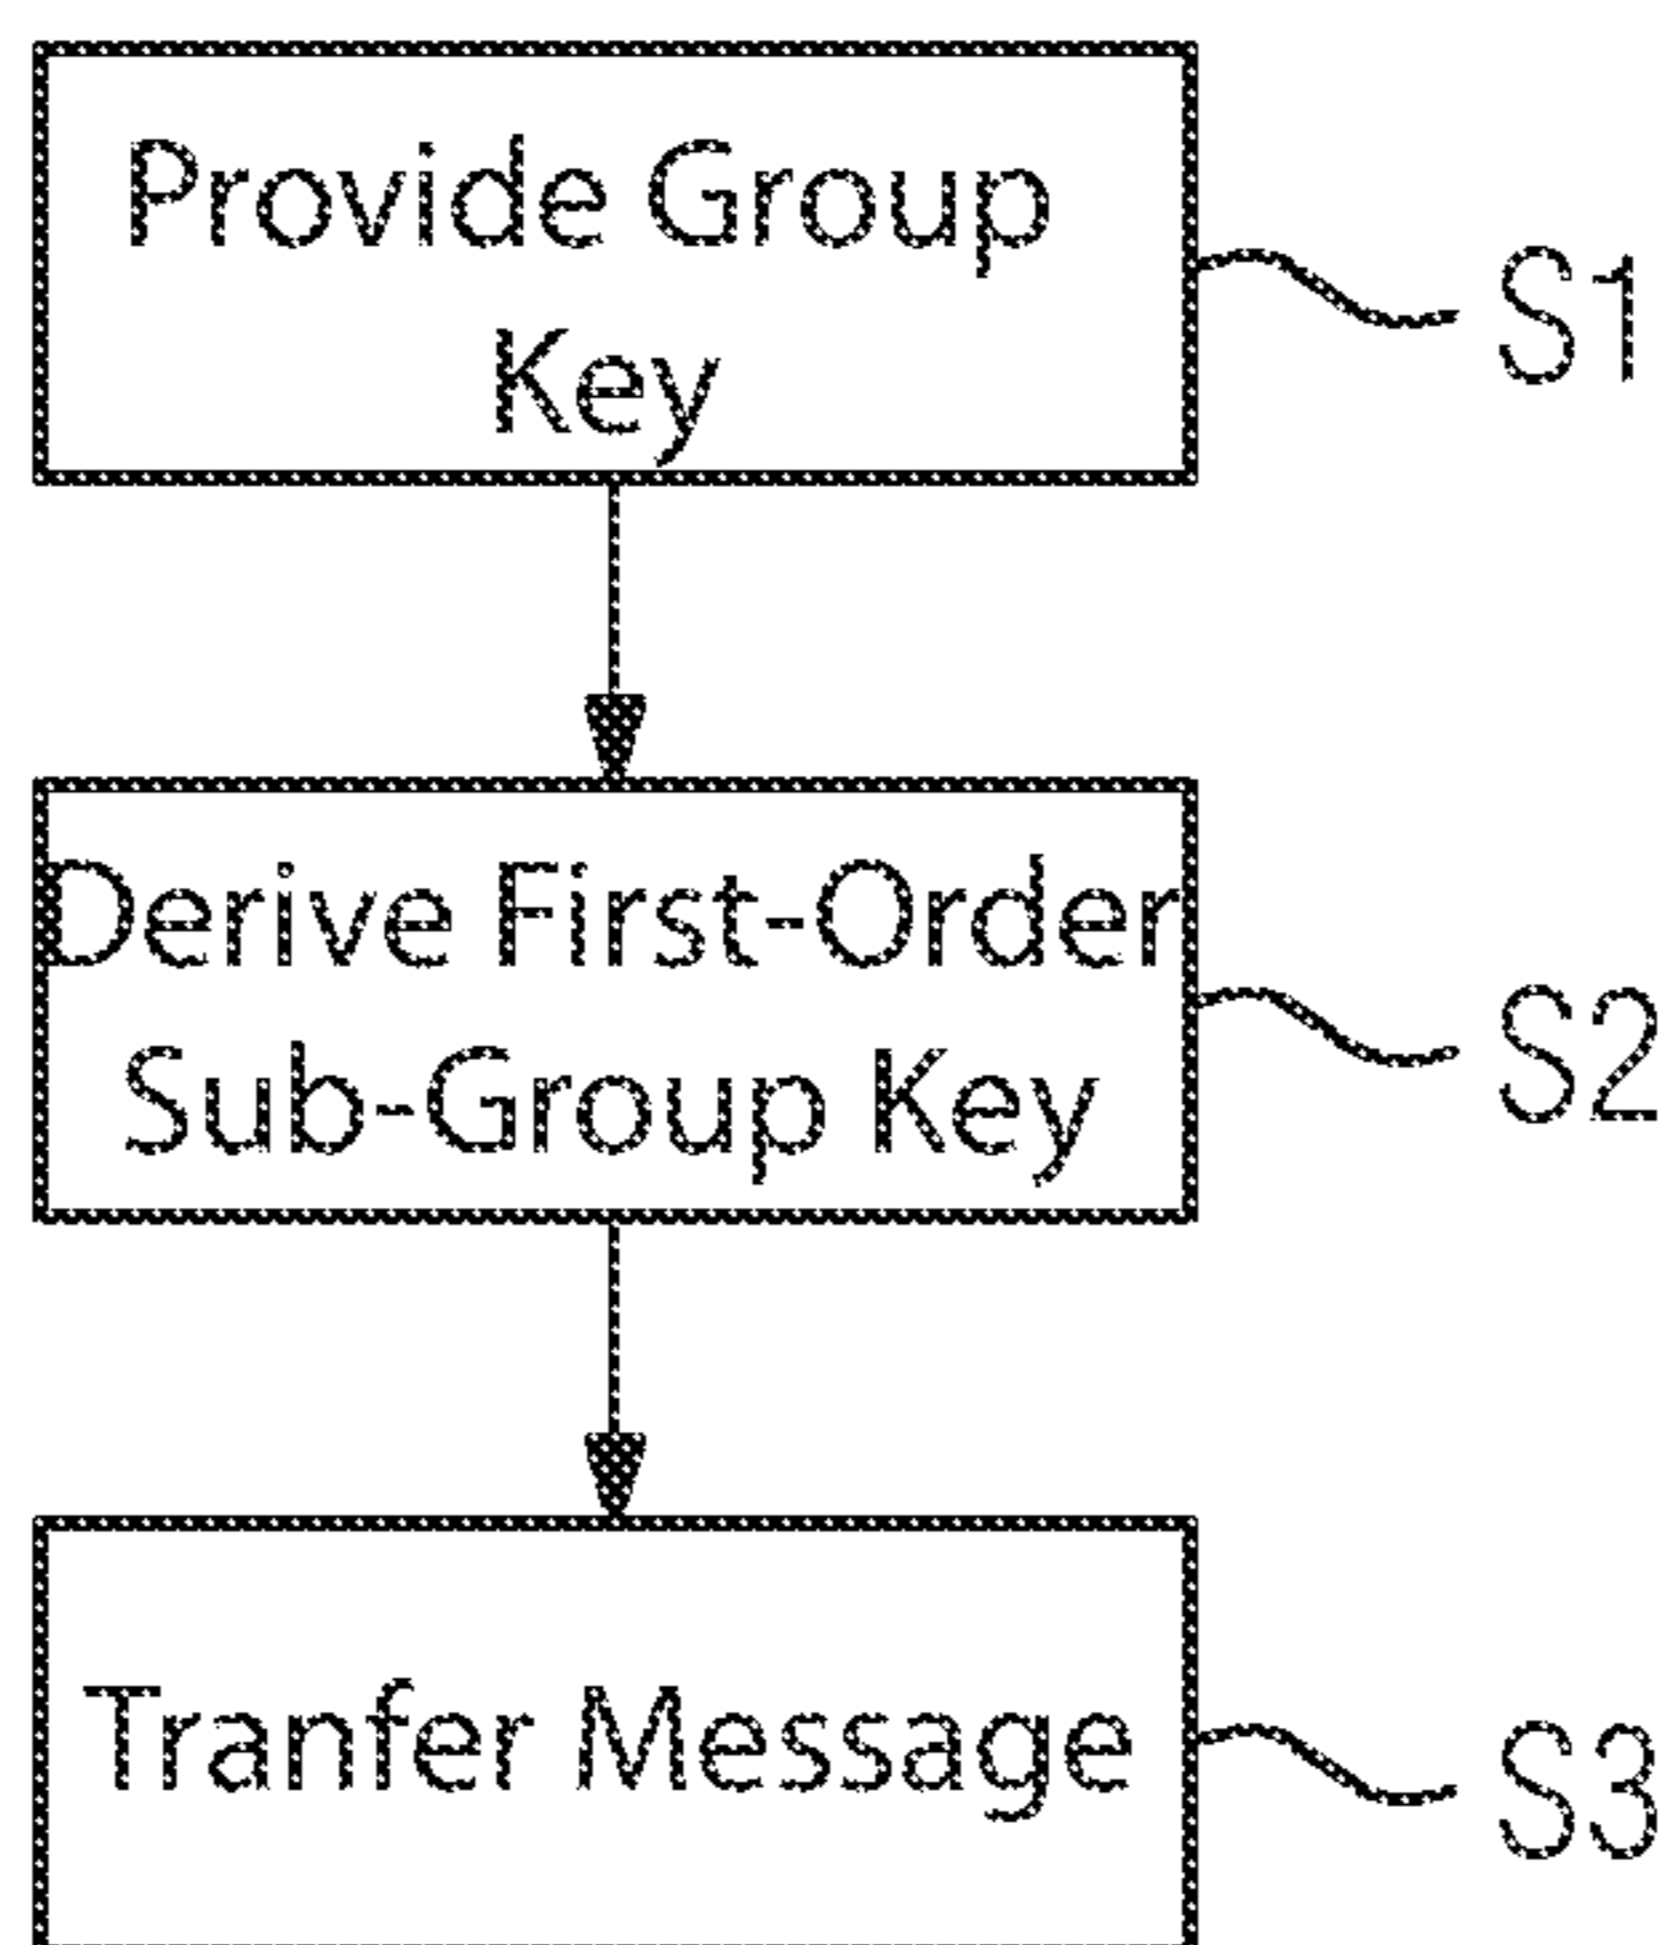 Provide Group
Key
S1
Derive First-Order
Sub-Group Key
S2
Tranfer Message
S3